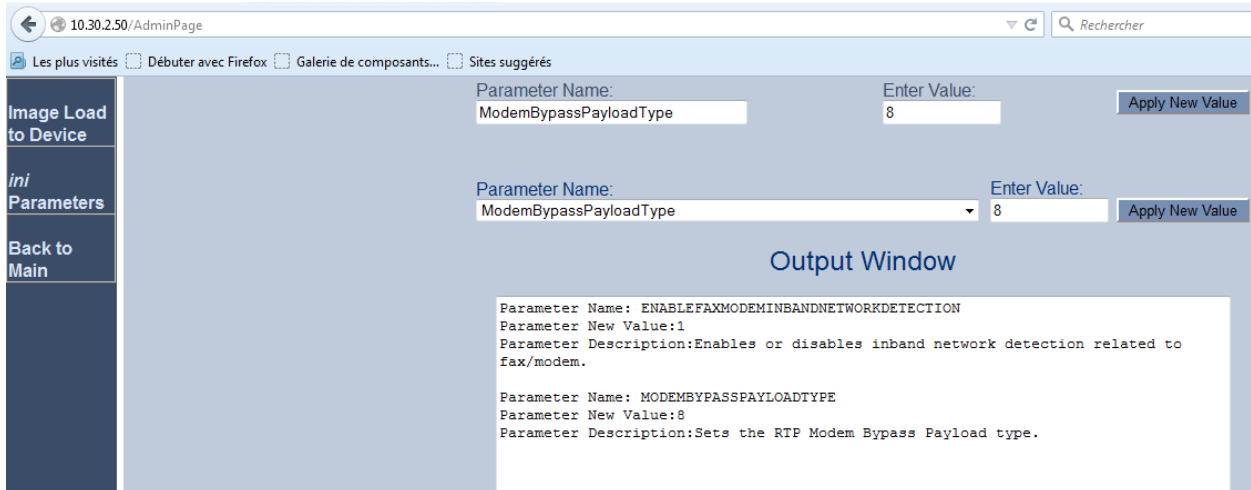 10.30.2.50/AdminPage
Rechercher
Les plus visités Débuter avec Firefox Galerie de composants... Sites suggérés
Image Load
to Device
ini
Parameters
Back to
Main
Parameter Name: Enter Value:
ModemBypassPayloadType 8 Apply New Value
Parameter Name: Enter Value:
ModemBypassPayloadType 8 Apply New Value
Output Window
Parameter Name: ENABLEFAXMODEMINBANDNETWORKDETECTION
Parameter New Value:1
Parameter Description:Enables or disables inband network detection related to
fax/modem.
Parameter Name: MODEMBYPASSPAYLOADTYPE
Parameter New Value:8
Parameter Description:Sets the RTP Modem Bypass Payload type.